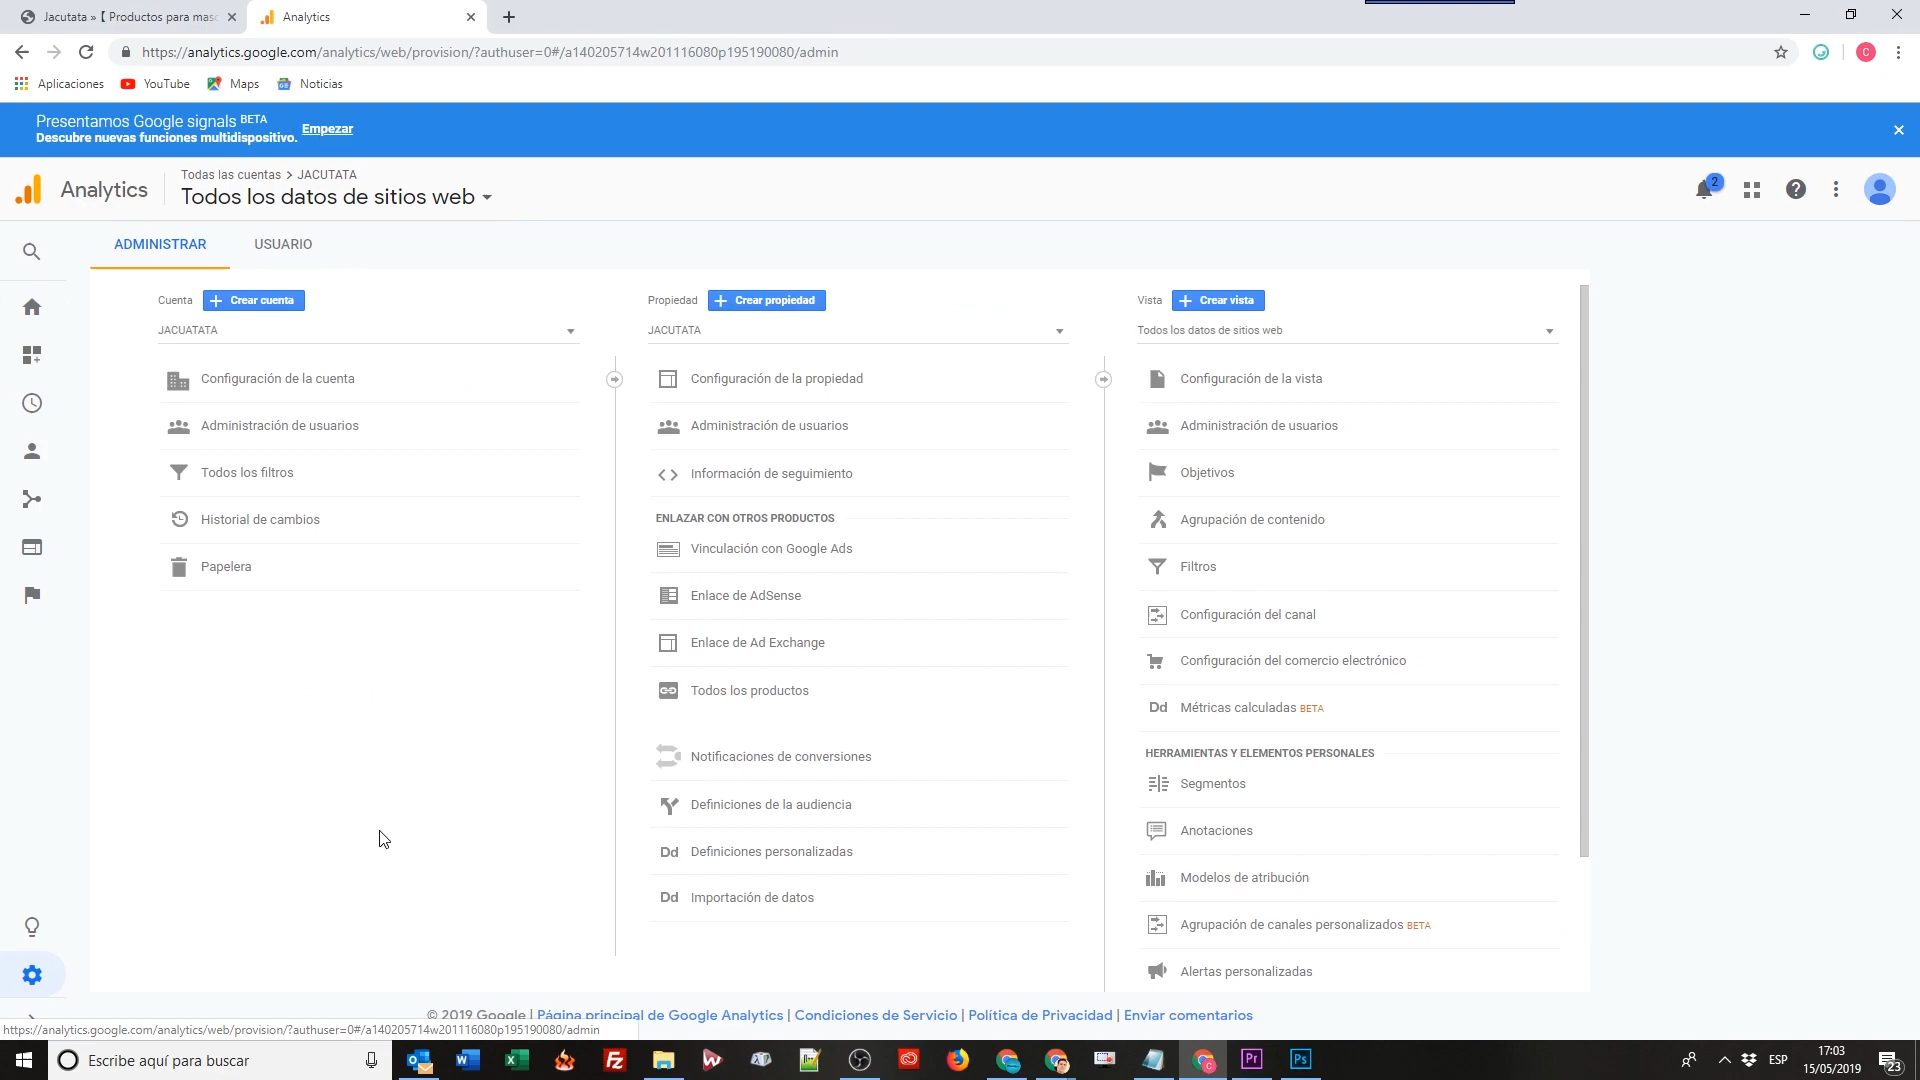 Jacutata » 【 Productos para masc
Analytics
https://analytics.google.com/analytics/web/provision/?authuser=0#/a140205714w201116080p195190080/admin
C
Aplicaciones
YouTube
Maps
Noticias
Presentamos Google signals BETA
Descubre nuevas funciones multidispositivo. Empezar
Analytics
Todas las cuentas > JACUTATA
Todos los datos de sitios web
2
ADMINISTRAR
USUARIO
Cuenta
Crear cuenta
JACUATATA
Configuración de la cuenta
Administración de usuarios
Todos los filtros
Historial de cambios
Papelera
Propiedad
Crear propiedad
JACUTATA
Configuración de la propiedad
Administración de usuarios
Información de seguimiento
ENLAZAR CON OTROS PRODUCTOS
Vinculación con Google Ads
Enlace de AdSense
Enlace de Ad Exchange
Todos los productos
Notificaciones de conversiones
Definiciones de la audiencia
Dd Definiciones personalizadas
Dd Importación de datos
Vista
Crear vista
Todos los datos de sitios web
Configuración de la vista
Administración de usuarios
Objetivos
Agrupación de contenido
Filtros
Configuración del canal
Configuración del comercio electrónico
Dd Métricas calculadas BETA
HERRAMIENTAS Y ELEMENTOS PERSONALES
Segmentos
Anotaciones
Modelos de atribución
Agrupación de canales personalizados BETA
Alertas personalizadas
© 2019 Google | Página principal de Google Analytics | Condiciones de Servicio | Política de Privacidad | Enviar comentarios
https://analytics.google.com/analytics/web/provision/?authuser=0#/a140205714w201116080p195190080/admin
Escribe aquí para buscar
Pr
Ps
ESP
17:03
15/05/2019
23